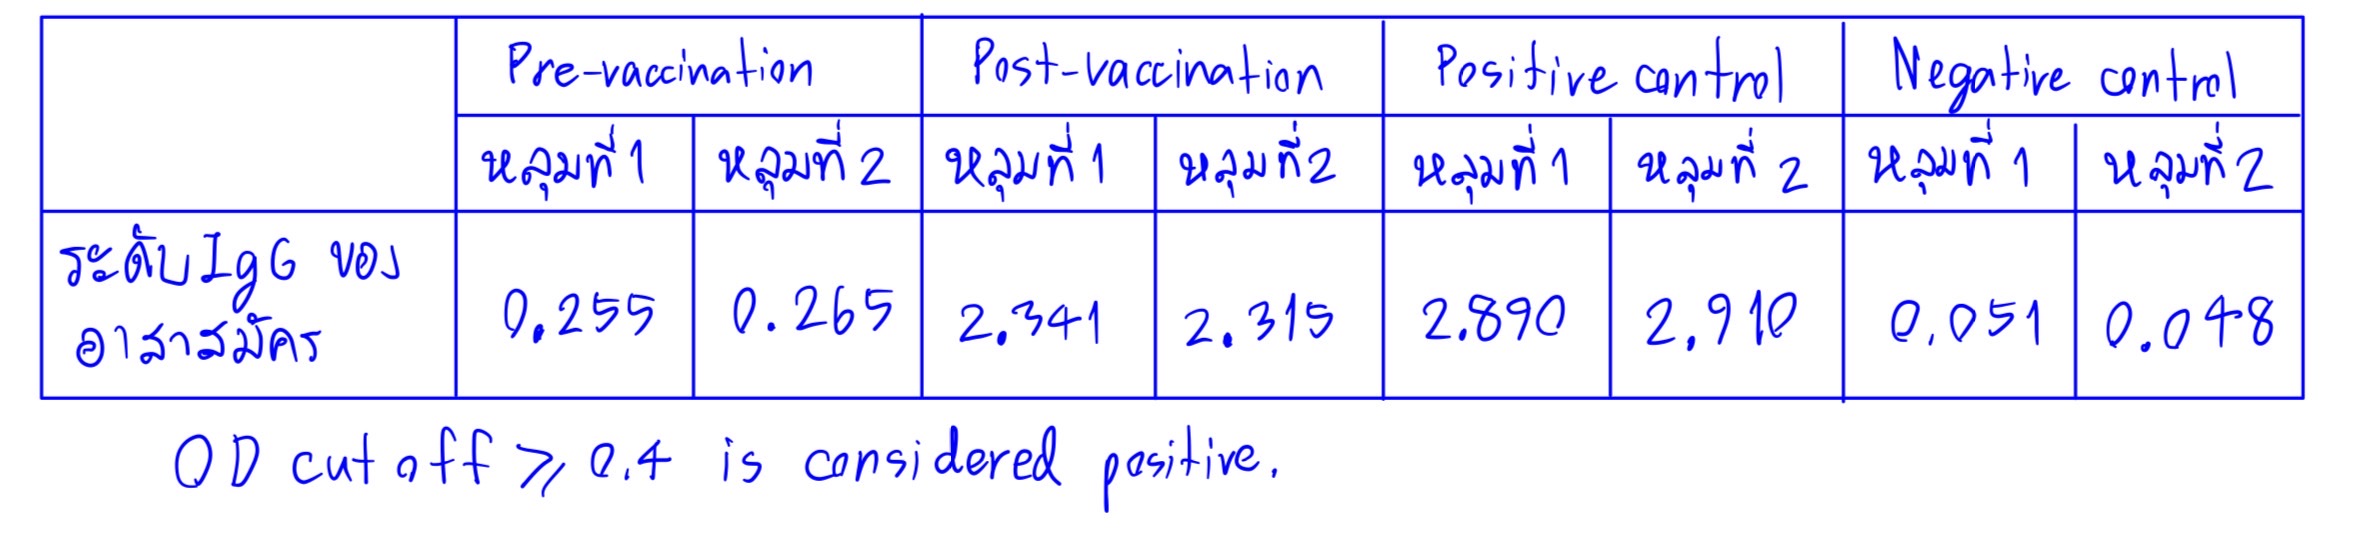 Pre-vaccination Post-vaccination Positive control Negative control
หลุมที่ 1 หลุมที่ 2 หลุมที่ 1 หลุมที่ 2 หลุมที่ 1 หลุมที่ 2 หลุมที่ 1 หลุมที่ 2
ระดับ IgG ของ
อาสาสมัคร 0.255 0.265 2.341 2.315 2.890 2.910 0.051 0.048
OD cut off ⩾ 0.4 is considered positive.